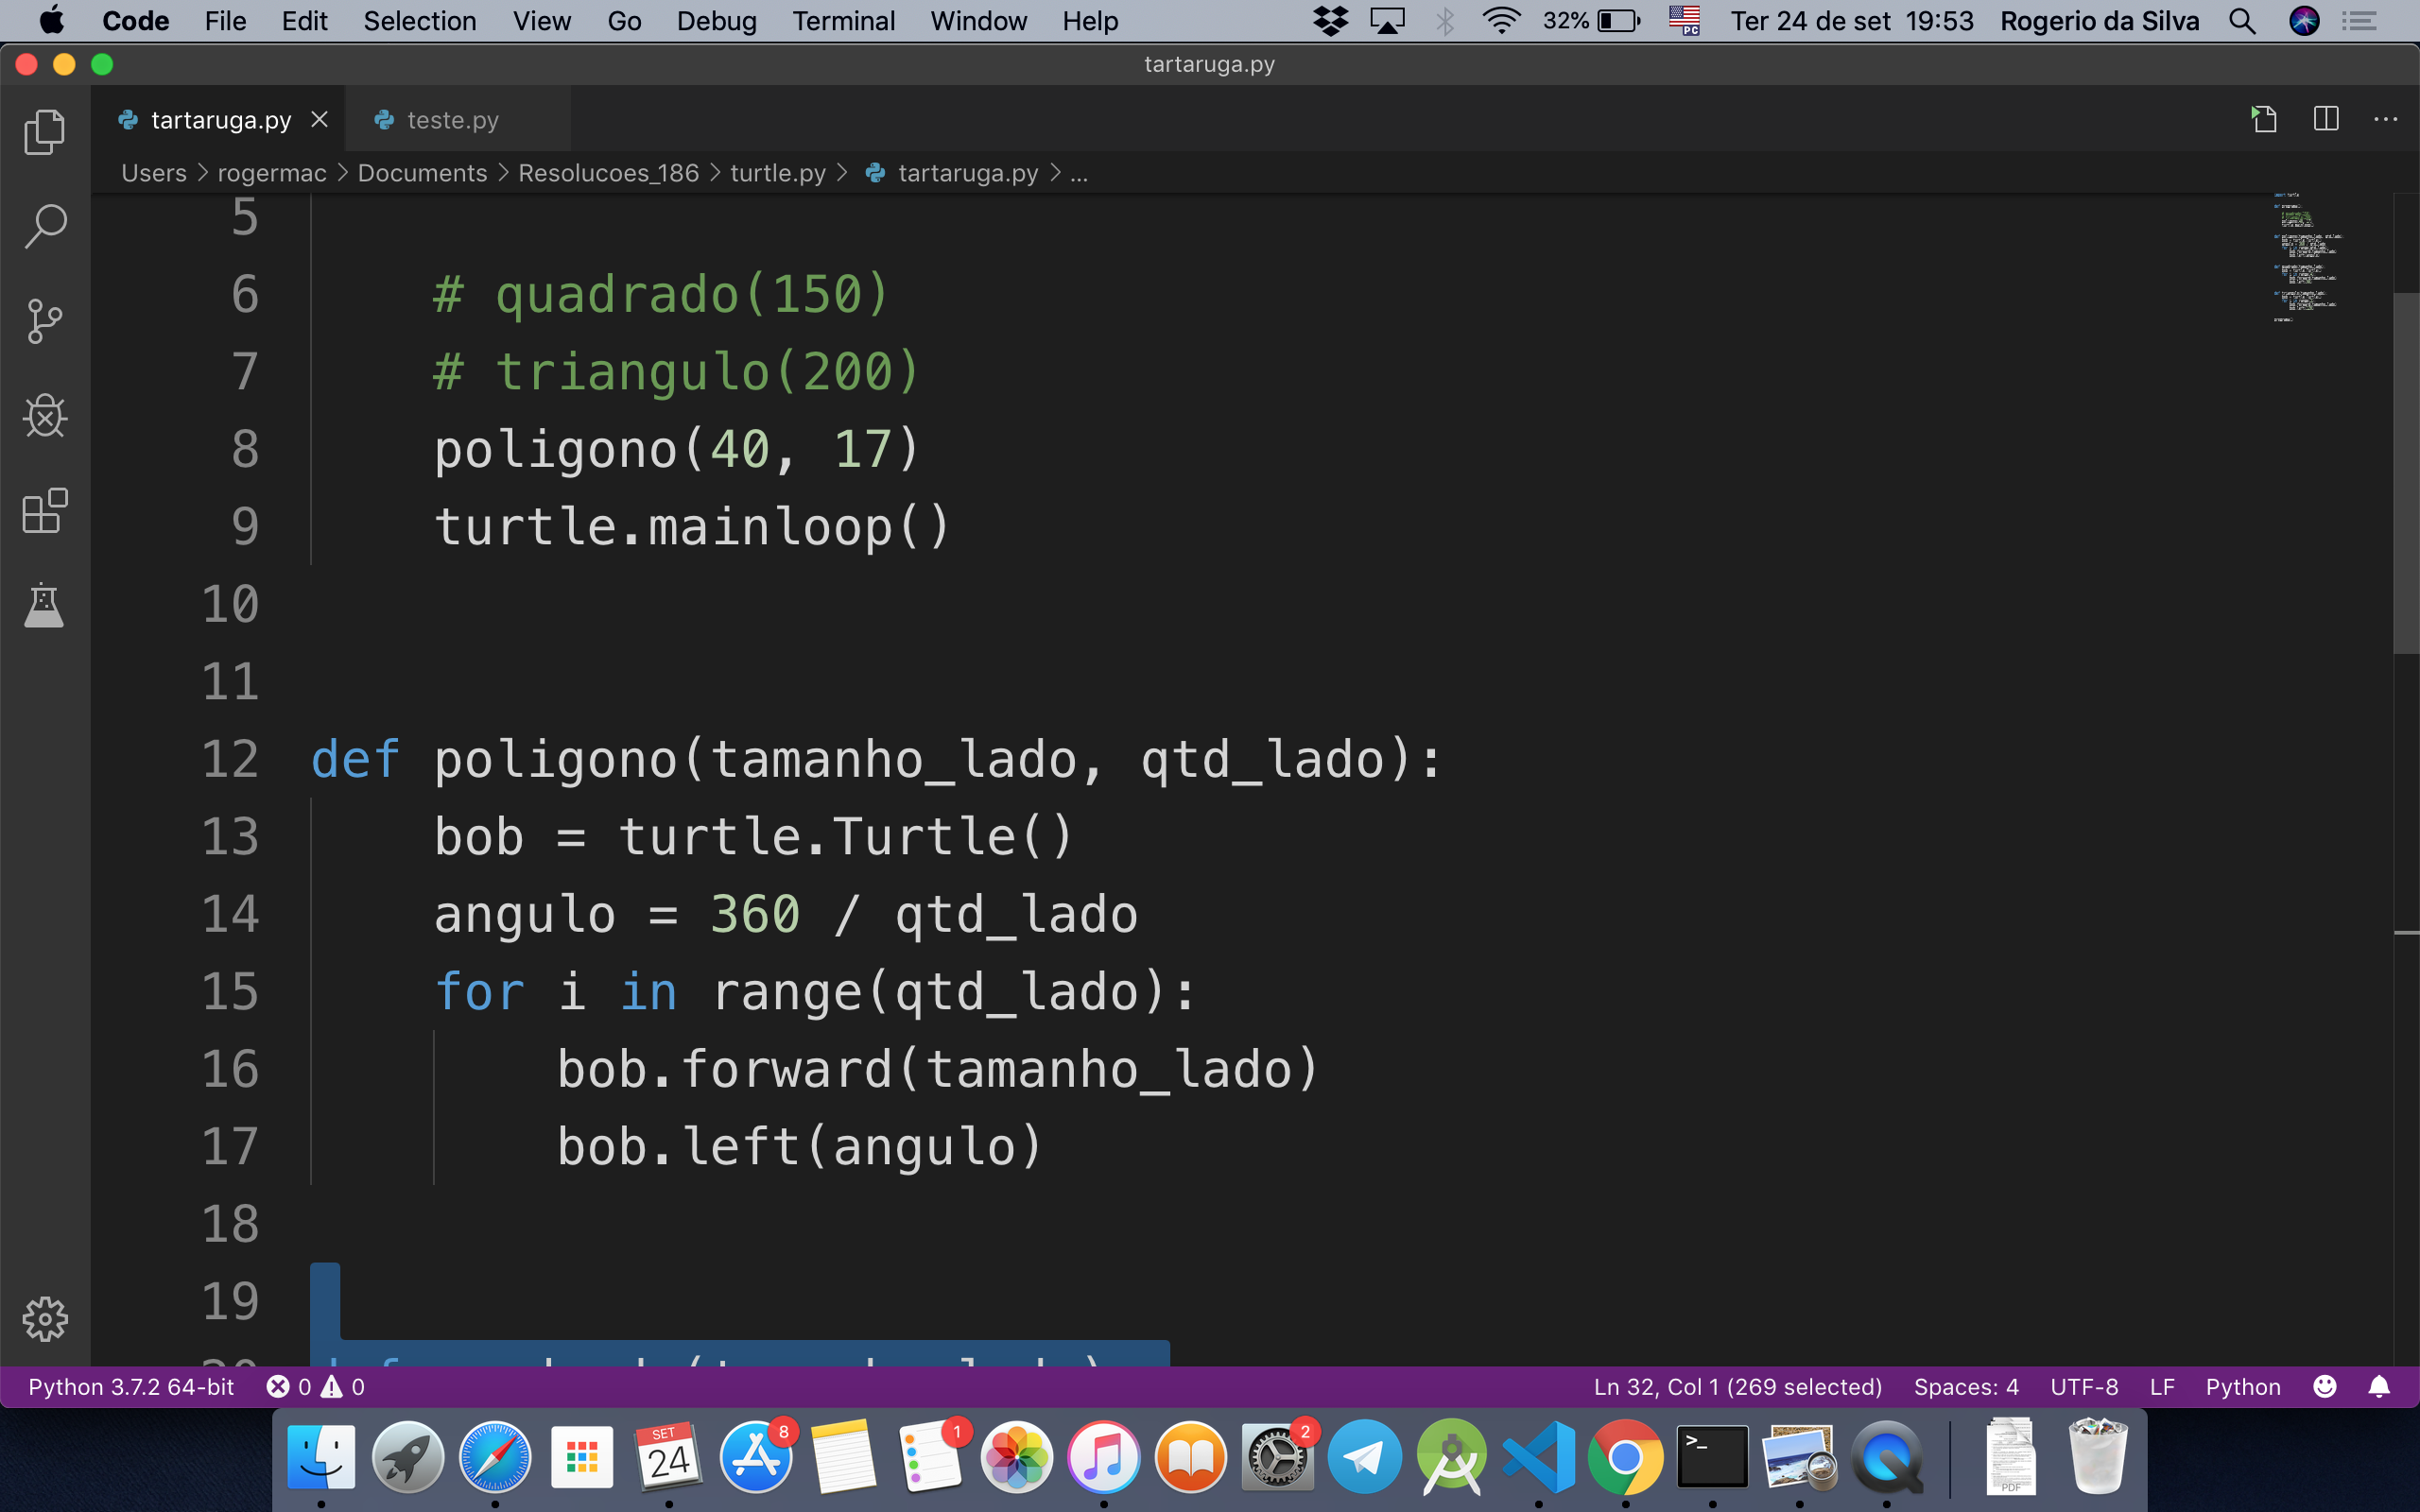 Code File Edit Selection View Go Debug Terminal Window Help 32% PC Ter 24 de set 19:53 Rogerio da Silva
tartaruga.py
tartaruga.py teste.py
Users > rogermac > Documents > Resolucoes_186 > turtle.py > tartaruga.py > ...
5
6 # quadrado(150)
7 # triangulo(200)
8 poligono(40, 17)
9 turtle.mainloop()
10
11
12 def poligono(tamanho_lado, qtd_lado):
13 bob = turtle.Turtle()
14 angulo = 360 / qtd_lado
15 for i in range(qtd_lado):
16 bob.forward(tamanho_lado)
17 bob.left(angulo)
18
19
Python 3.7.2 64-bit 0 0 Ln 32, Col 1 (269 selected) Spaces: 4 UTF-8 LF Python
SET 24 8 1 2 >_ PDF